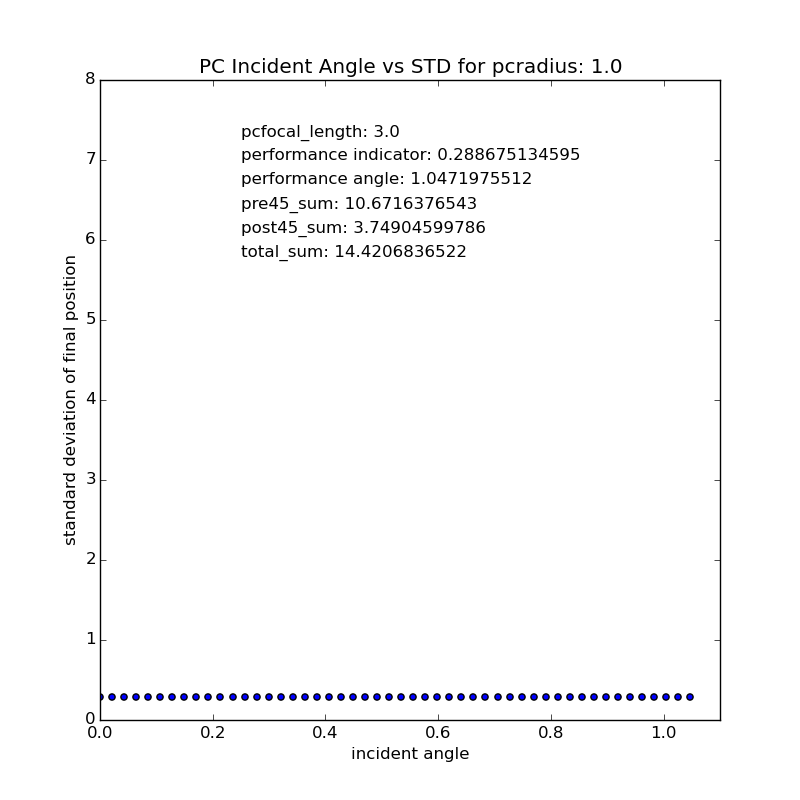 PC Incident Angle vs STD for pcradius: 1.0
8
7
6
5
4
3
2
1
0
standard deviation of final position
pcfocal_length: 3.0
performance indicator: 0.288675134595
performance angle: 1.0471975512
pre45_sum: 10.6716376543
post45_sum: 3.74904599786
total_sum: 14.4206836522
0.0 0.2 0.4 0.6 0.8 1.0
incident angle